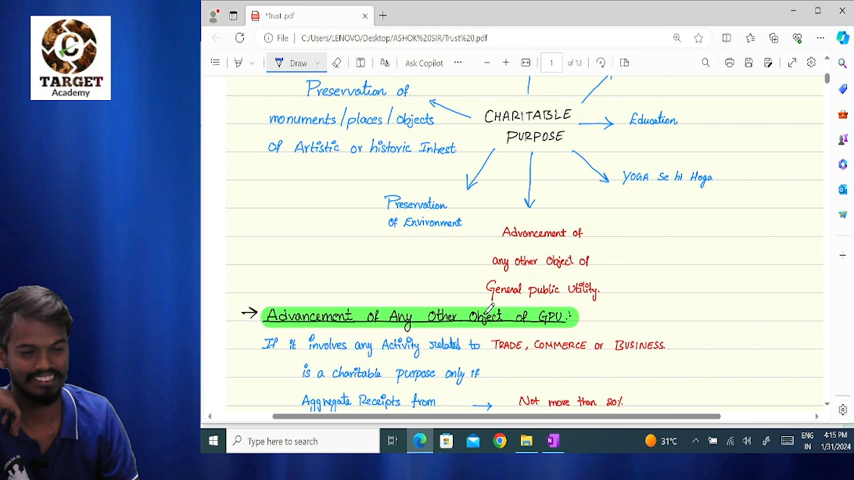 TARGET
Academy
*Trust.pdf
File
C:/Users/LENOVO/Desktop/ASHOK%20SIR/Trust%20.pdf
Draw
Ask Copilot
1 of 13
Preservation of
monuments/places/objects
of Artistic or historic Intrest
CHARITABLE
PURPOSE
Education
YOGA Se hi Hoga
Preservation
of Environment
Advancement of
any other Object of
General public Utility.
→ Advancement of Any Other Object of GPU :
If it involves any Activity related to TRADE, COMMERCE or BUSINESS.
is a charitable purpose only if
Aggregate Receipts from → Not more than 20%
Type here to search
31°C
ENG
IN
4:15 PM
1/31/2024